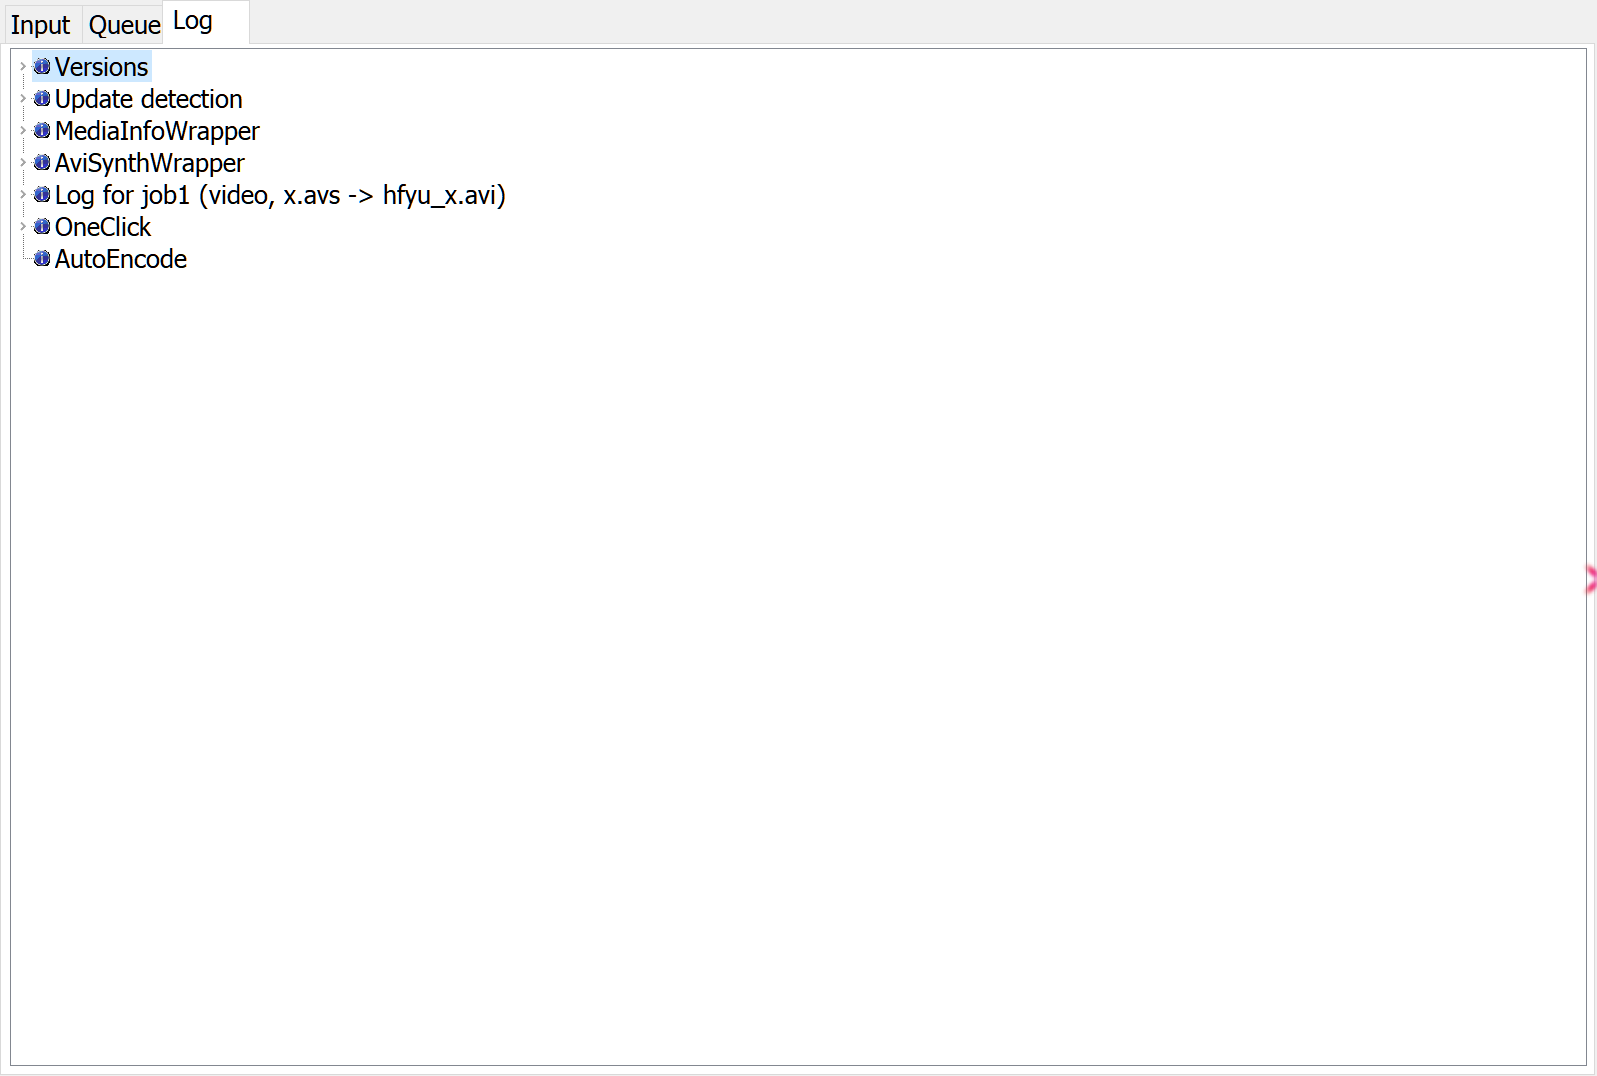 Input Queue Log
Versions
Update detection
MediaInfoWrapper
AviSynthWrapper
Log for job1 (video, x.avs -> hfyu_x.avi)
OneClick
AutoEncode